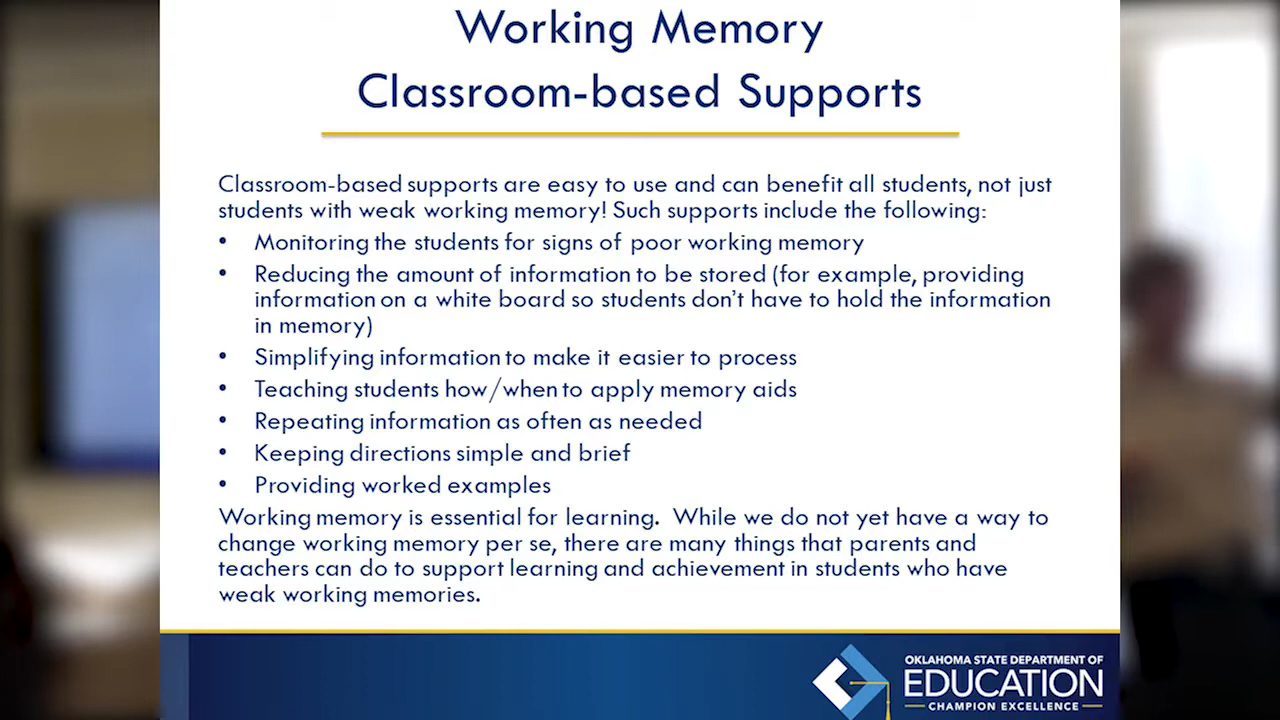 Working Memory
Classroom-based Supports
Classroom-based supports are easy to use and can benefit all students, not just
students with weak working memory! Such supports include the following:
• Monitoring the students for signs of poor working memory
• Reducing the amount of information to be stored (for example, providing
information on a white board so students don't have to hold the information
in memory)
• Simplifying information to make it easier to process
• Teaching students how/when to apply memory aids
• Repeating information as often as needed
• Keeping directions simple and brief
• Providing worked examples
Working memory is essential for learning.  While we do not yet have a way to
change working memory per se, there are many things that parents and
teachers can do to support learning and achievement in students who have
weak working memories.
OKLAHOMA STATE DEPARTMENT OF
EDUCATION
CHAMPION EXCELLENCE